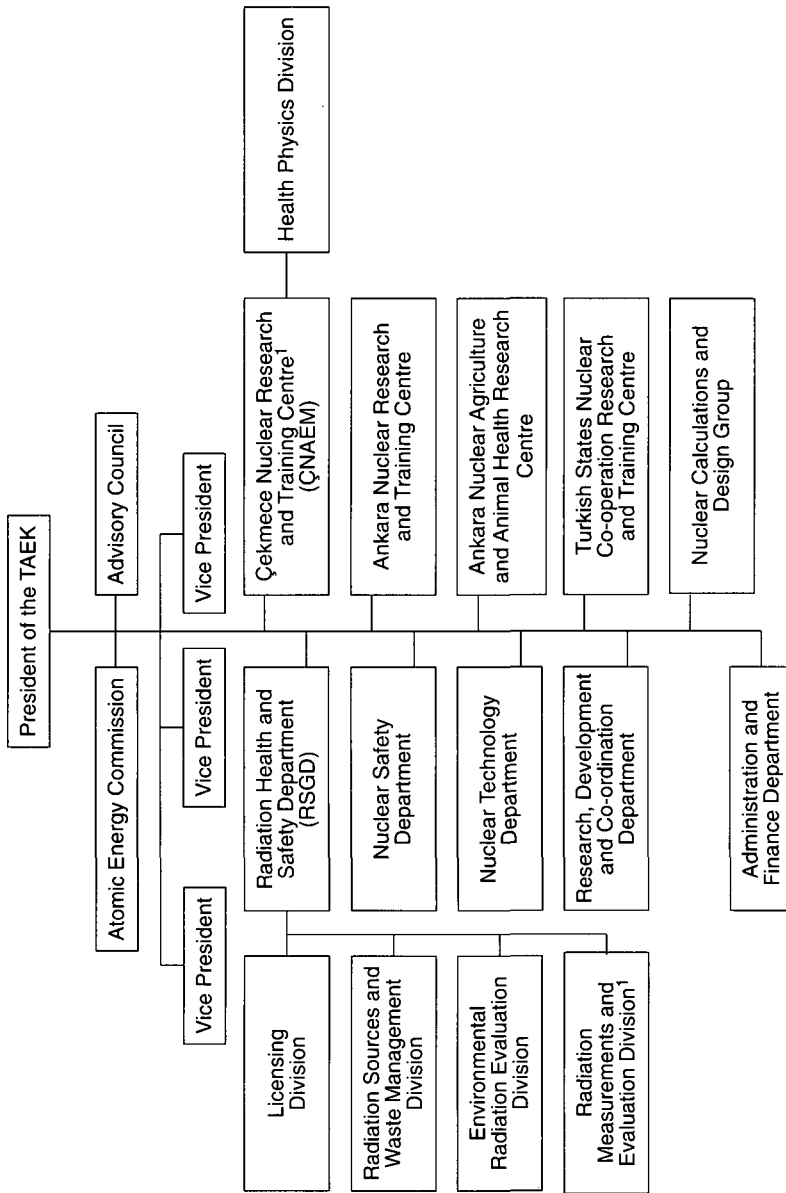 President of the TAEK
Atomic Energy Commission
Advisory Council
Vice President
Vice President
Vice President
Licensing
Division
Radiation Sources and
Waste Management
Division
Environmental
Radiation Evaluation
Division
Radiation
Measurements and
Evaluation Division¹
Radiation Health and
Safety Department
(RSGD)
Nuclear Safety
Department
Nuclear Technology
Department
Research, Development
and Co-ordination
Department
Administration and
Finance Department
Çekmece Nuclear Research
and Training Centre¹
(ÇNAEM)
Ankara Nuclear Research
and Training Centre
Ankara Nuclear Agriculture
and Animal Health Research
Centre
Turkish States Nuclear
Co-operation Research
and Training Centre
Nuclear Calculations and
Design Group
Health Physics Division